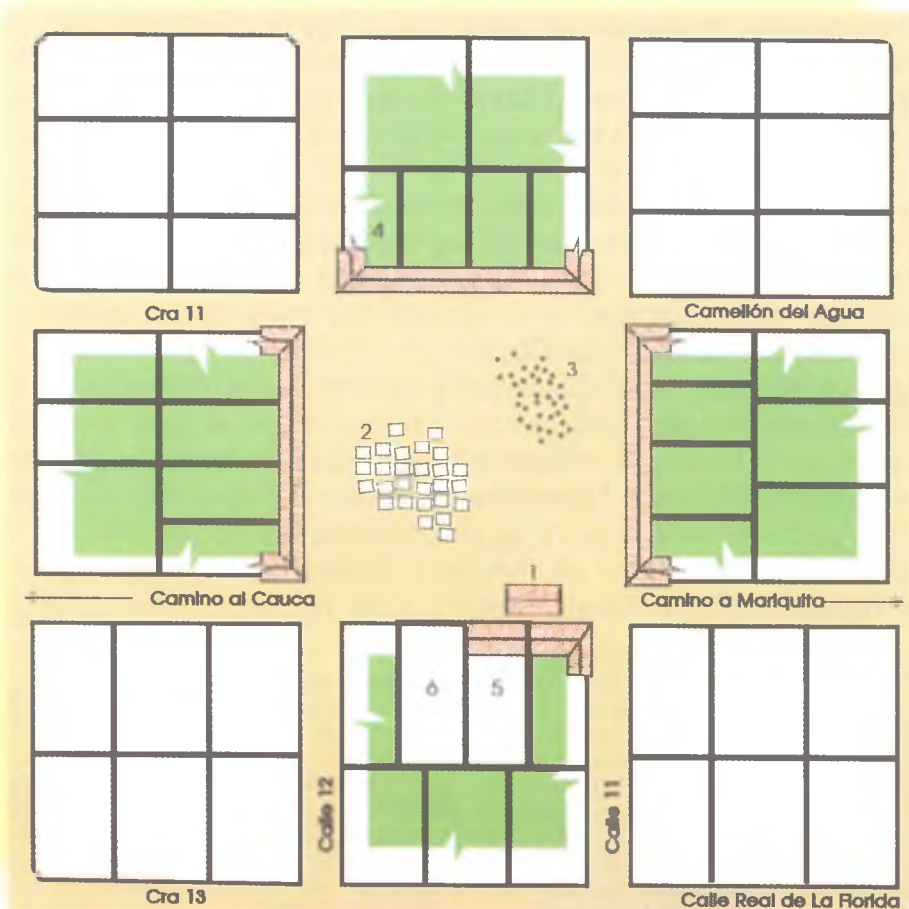 4
Cra 11
Camellón del Agua
3
2
1
Camino al Cauca
Camino a Mariquita
6
5
Calle 12
Calle 11
Cra 13
Calle Real de La Florida